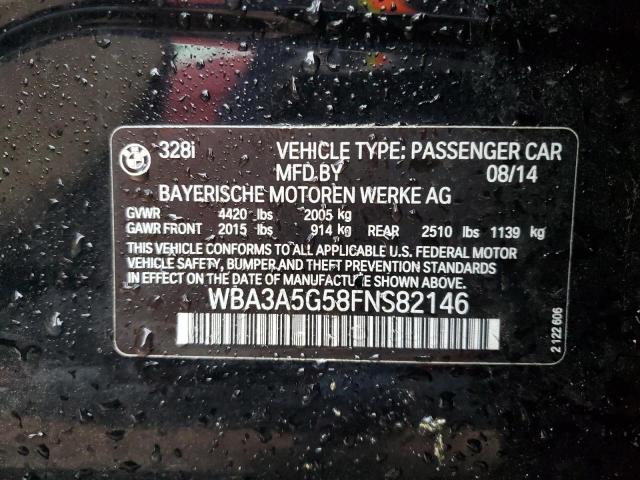 328i VEHICLE TYPE: PASSENGER CAR
MFD BY 08/14
BAYERISCHE MOTOREN WERKE AG
GVWR 4420 lbs 2005 kg
GAWR FRONT 2015 lbs 914 kg REAR 2510 lbs 1139 kg
THIS VEHICLE CONFORMS TO ALL APPLICABLE U.S. FEDERAL MOTOR
VEHICLE SAFETY, BUMPER, AND THEFT PREVENTION STANDARDS
IN EFFECT ON THE DATE OF MANUFACTURE SHOWN ABOVE.
WBA3A5G58FNS82146
2 122 606